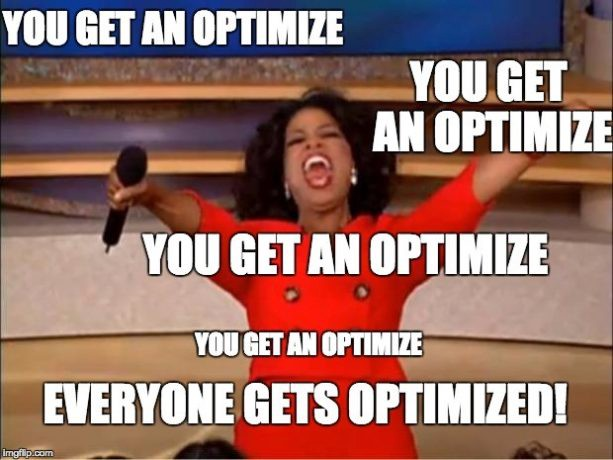 YOU GET AN OPTIMIZE
YOU GET
AN OPTIMIZE
YOU GET AN OPTIMIZE
YOU GET AN OPTIMIZE
EVERYONE GETS OPTIMIZED!
imgflip.com